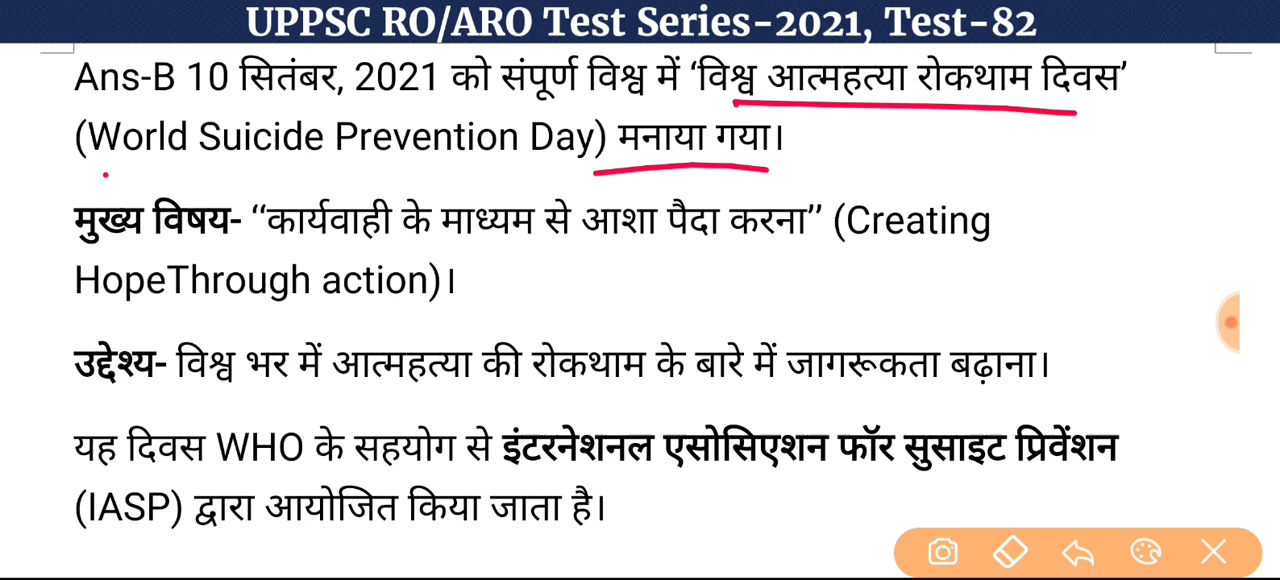 UPPSC RO/ARO Test Series-2021, Test-82
Ans-B 10 सितंबर, 2021 को संपूर्ण विश्व में ‘विश्व आत्महत्या रोकथाम दिवस’
(World Suicide Prevention Day) मनाया गया।
मुख्य विषय- “कार्यवाही के माध्यम से आशा पैदा करना” (Creating
HopeThrough action)।
उद्देश्य- विश्व भर में आत्महत्या की रोकथाम के बारे में जागरूकता बढ़ाना।
यह दिवस WHO के सहयोग से इंटरनेशनल एसोसिएशन फॉर सुसाइट प्रिवेंशन
(IASP) द्वारा आयोजित किया जाता है।